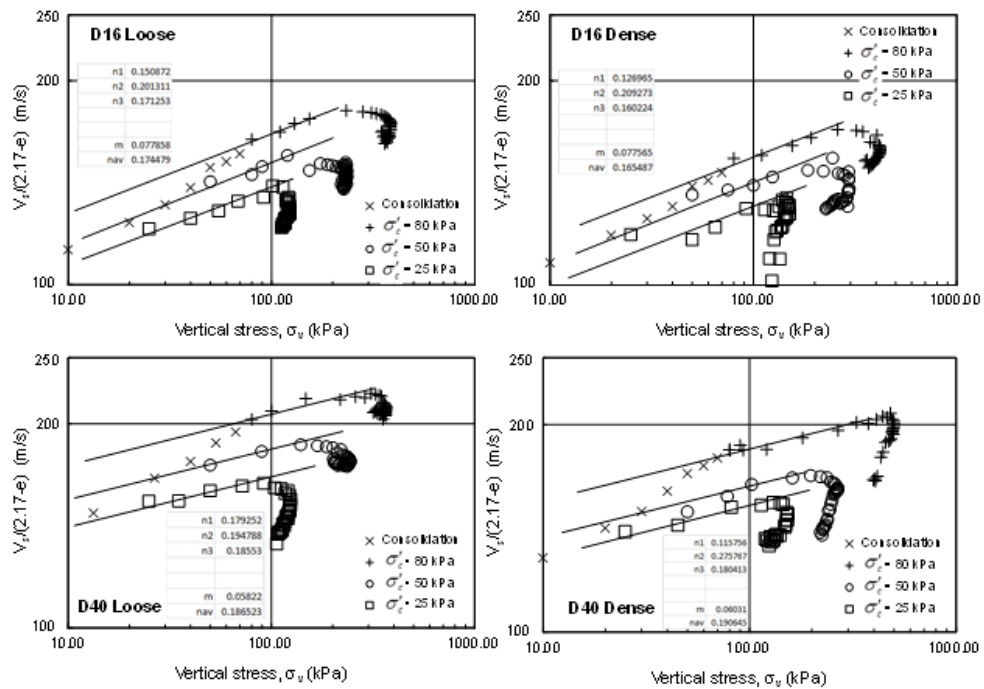 250
D16 Loose
n1 0.150872
n2 0.201311
n3 0.171253
m 0.077858
nav 0.174479
200
Vs/(2.17-e) (m/s)
100
× Consolidation
+ σ'c = 80 kPa
○ σ'c = 50 kPa
□ σ'c = 25 kPa
10.00 100.00 1000.00
Vertical stress, σv (kPa)
250
D16 Dense
n1 0.126965
n2 0.209273
n3 0.160224
m 0.077565
nav 0.165487
200
Vs/(2.17-e) (m/s)
100
× Consolidation
+ σ'c = 80 kPa
○ σ'c = 50 kPa
□ σ'c = 25 kPa
10.00 100.00 1000.00
Vertical stress, σv (kPa)
250
200
Vs/(2.17-e) (m/s)
n1 0.179252
n2 0.194788
n3 0.18553
m 0.05822
nav 0.186523
D40 Loose
100
× Consolidation
+ σ'c = 80 kPa
○ σ'c = 50 kPa
□ σ'c = 25 kPa
10.00 100.00 1000.00
Vertical stress, σv (kPa)
250
200
Vs/(2.17-e) (m/s)
n1 0.115756
n2 0.275767
n3 0.180413
m 0.06031
nav 0.190645
D40 Dense
100
× Consolidation
+ σ'c = 80 kPa
○ σ'c = 50 kPa
□ σ'c = 25 kPa
10.00 100.00 1000.00
Vertical stress, σv (kPa)